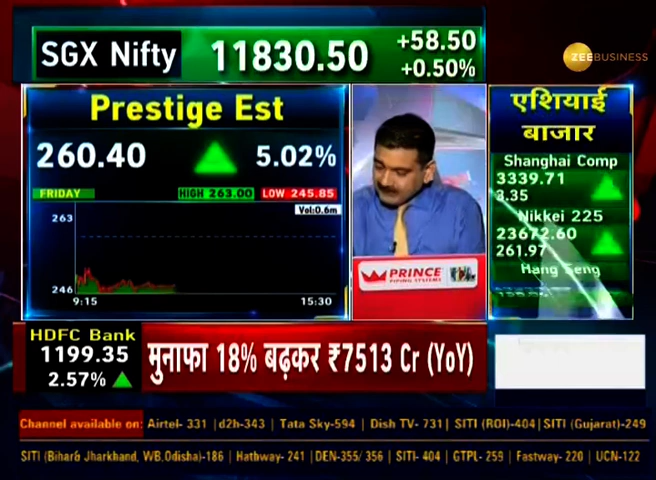 SGX Nifty 11830.50 +58.50
+0.50%
ZEE BUSINESS
Prestige Est
260.40 5.02%
FRIDAY HIGH 263.00 LOW 245.85
Vol:0.6m
263
246
9:15 15:30
PRINCE
PIPING SYSTEMS
एशियाई
बाजार
Shanghai Comp
3339.71
3.35
Nikkei 225
23672.60
261.97
Hang Seng
HDFC Bank
1199.35
2.57%
मुनाफा 18% बढ़कर ₹7513 Cr (YoY)
Channel available on: Airtel- 331 | d2h-343 | Tata Sky-594 | Dish TV- 731 | SITI (ROI)-404 | SITI (Gujarat)-249
SITI (Bihar& Jharkhand, WB,Odisha)-186 | Hathway- 241 |DEN-355/ 356 | SITI- 404 | GTPL- 259 | Fastway- 220 | UCN-122